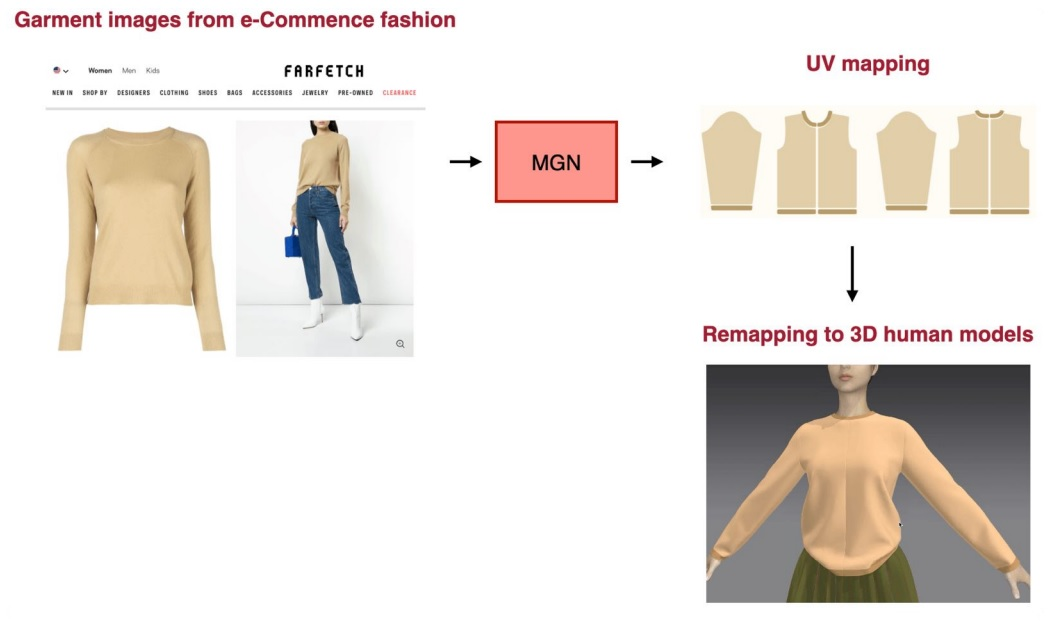 Garment images from e-Commence fashion
Women Men Kids
FARFETCH
NEW IN SHOP BY DESIGNERS CLOTHING SHOES BAGS ACCESSORIES JEWELRY PRE-OWNED CLEARANCE
MGN
UV mapping
Remapping to 3D human models